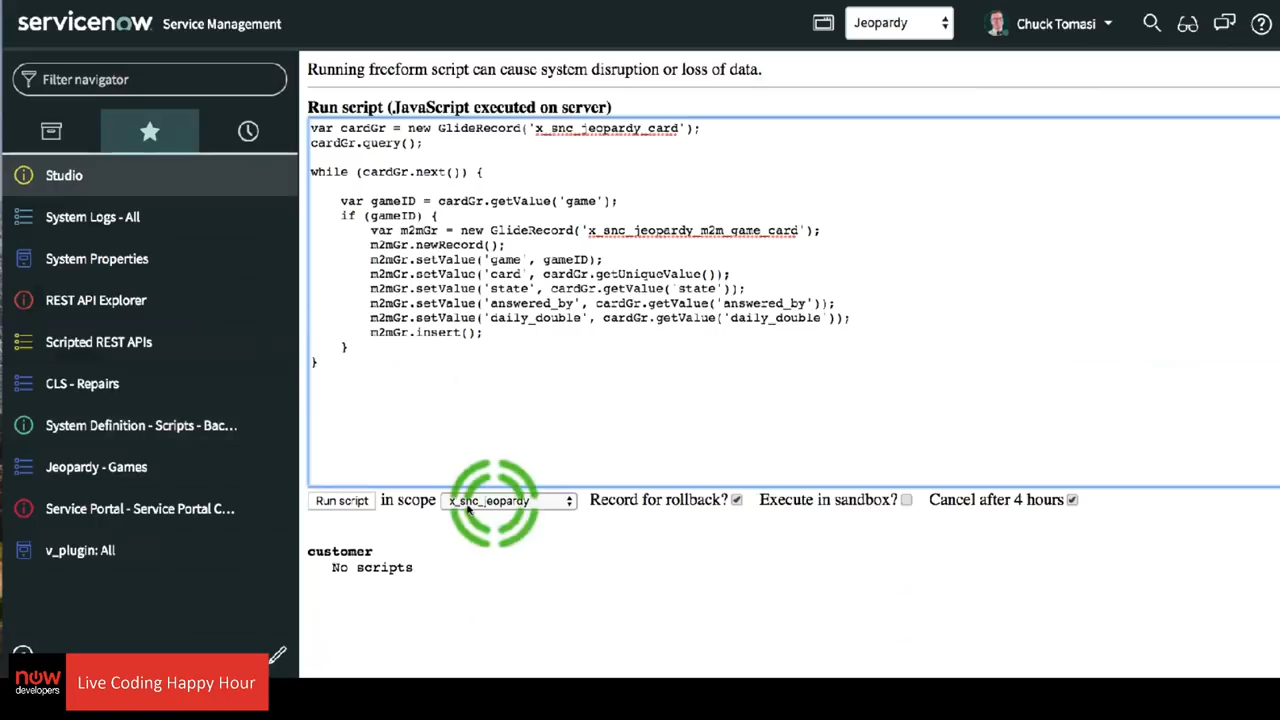 servicenow. Service Management
Jeopardy
Chuck Tomasi
Filter navigator
Studio
System Logs - All
System Properties
REST API Explorer
Scripted REST APIs
CLS - Repairs
System Definition - Scripts - Bac...
Jeopardy - Games
Service Portal - Service Portal C...
v_plugin: All
now
developers
Live Coding Happy Hour
Running freeform script can cause system disruption or loss of data.
Run script (JavaScript executed on server)
var cardGr = new GlideRecord('x_snc_jeopardy_card');
cardGr.query();
while (cardGr.next()) {
var gameID = cardGr.getValue('game');
if (gameID) {
var m2mGr = new GlideRecord('x_snc_jeopardy_m2m_game_card');
m2mGr.newRecord();
m2mGr.setValue('game', gameID);
m2mGr.setValue('card', cardGr.getUniqueValue());
m2mGr.setValue('state', cardGr.getValue('state'));
m2mGr.setValue('answered_by', cardGr.getValue('answered_by'));
m2mGr.setValue('daily_double', cardGr.getValue('daily_double'));
m2mGr.insert();
}
}
Run script in scope x_snc_jeopardy Record for rollback? Execute in sandbox? Cancel after 4 hours
customer
No scripts